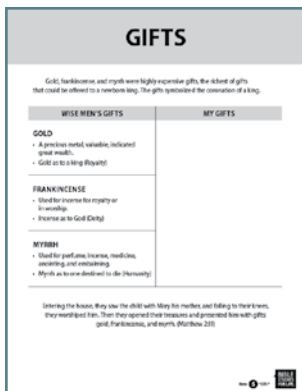 GIFTS
Gold, frankincense, and myrrh were highly expensive gifts, the richest of gifts
that could be offered to a newborn king. The gifts symbolized the coronation of a king.
WISE MEN'S GIFTS
MY GIFTS
GOLD
• A precious metal, valuable, indicated
great wealth.
• Gold as to a king (Royalty)
FRANKINCENSE
• Used for incense for royalty or
in worship.
• Incense as to God (Deity)
MYRRH
• Used for perfume, incense, medicine,
anointing, and embalming.
• Myrrh as to one destined to die (Humanity)
Entering the house, they saw the child with Mary his mother, and falling to their knees,
they worshiped him. Then they opened their treasures and presented him with gifts:
gold, frankincense, and myrrh. (Matthew 2:11)
BIBLE
STUDIES
FOR LIFE